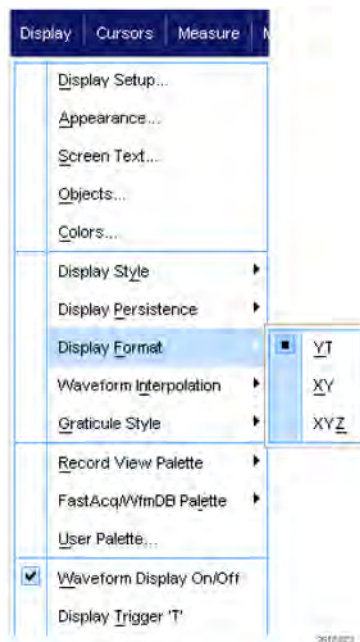 Display Cursors Measure
Display Setup...
Appearance...
Screen Text...
Objects...
Colors...
Display Style
Display Persistence
Display Format
YT
Waveform Interpolation
XY
Graticule Style
XYZ
Record View Palette
FastAcq/WfmDB Palette
User Palette...
Waveform Display On/Off
Display Trigger 'T'